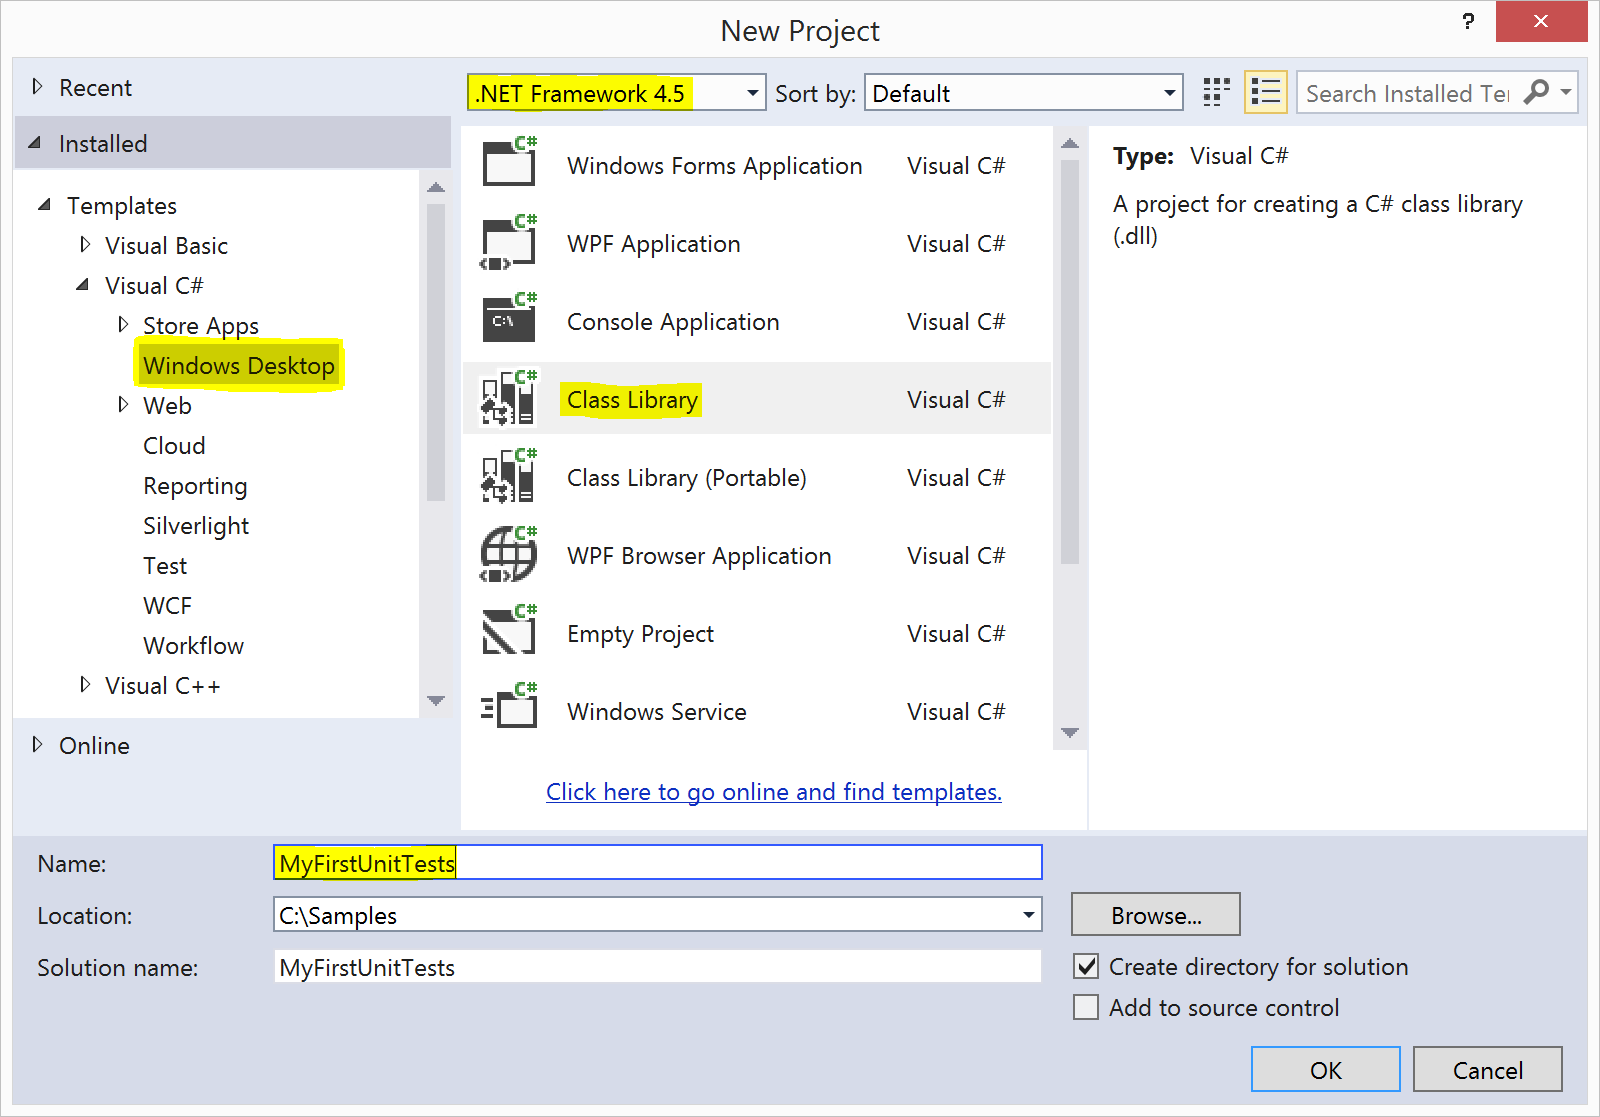 New Project
?
Recent
Installed
Templates
Visual Basic
Visual C#
Store Apps
Windows Desktop
Web
Cloud
Reporting
Silverlight
Test
WCF
Workflow
Visual C++
Online
.NET Framework 4.5
Sort by:
Default
Search Installed Te
C# Windows Forms Application Visual C#
C# WPF Application Visual C#
C# C:\ Console Application Visual C#
C# Class Library Visual C#
C# Class Library (Portable) Visual C#
C# WPF Browser Application Visual C#
C# Empty Project Visual C#
C# Windows Service Visual C#
Click here to go online and find templates.
Type: Visual C#
A project for creating a C# class library
(.dll)
Name: MyFirstUnitTests
Location: C:\Samples
Browse...
Solution name: MyFirstUnitTests
Create directory for solution
Add to source control
OK
Cancel